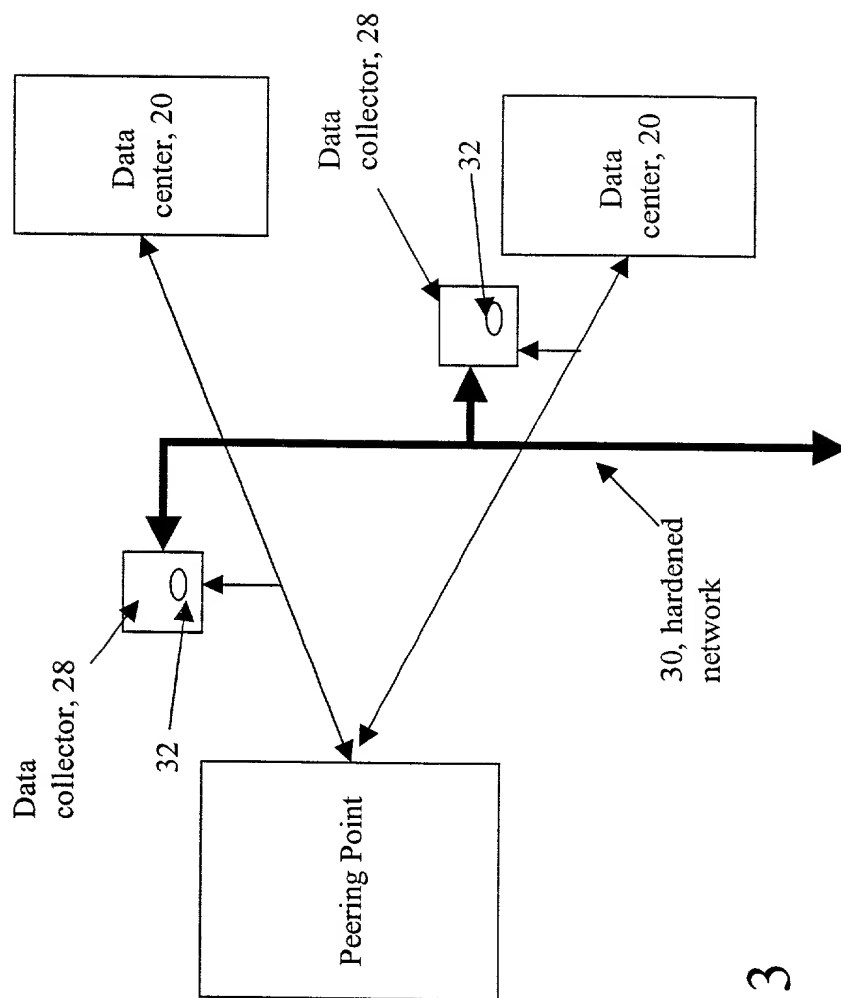 Data
collector, 28
Data
center, 20
32
Data
collector, 28
Peering Point
32
Data
center, 20
30, hardened
network
3